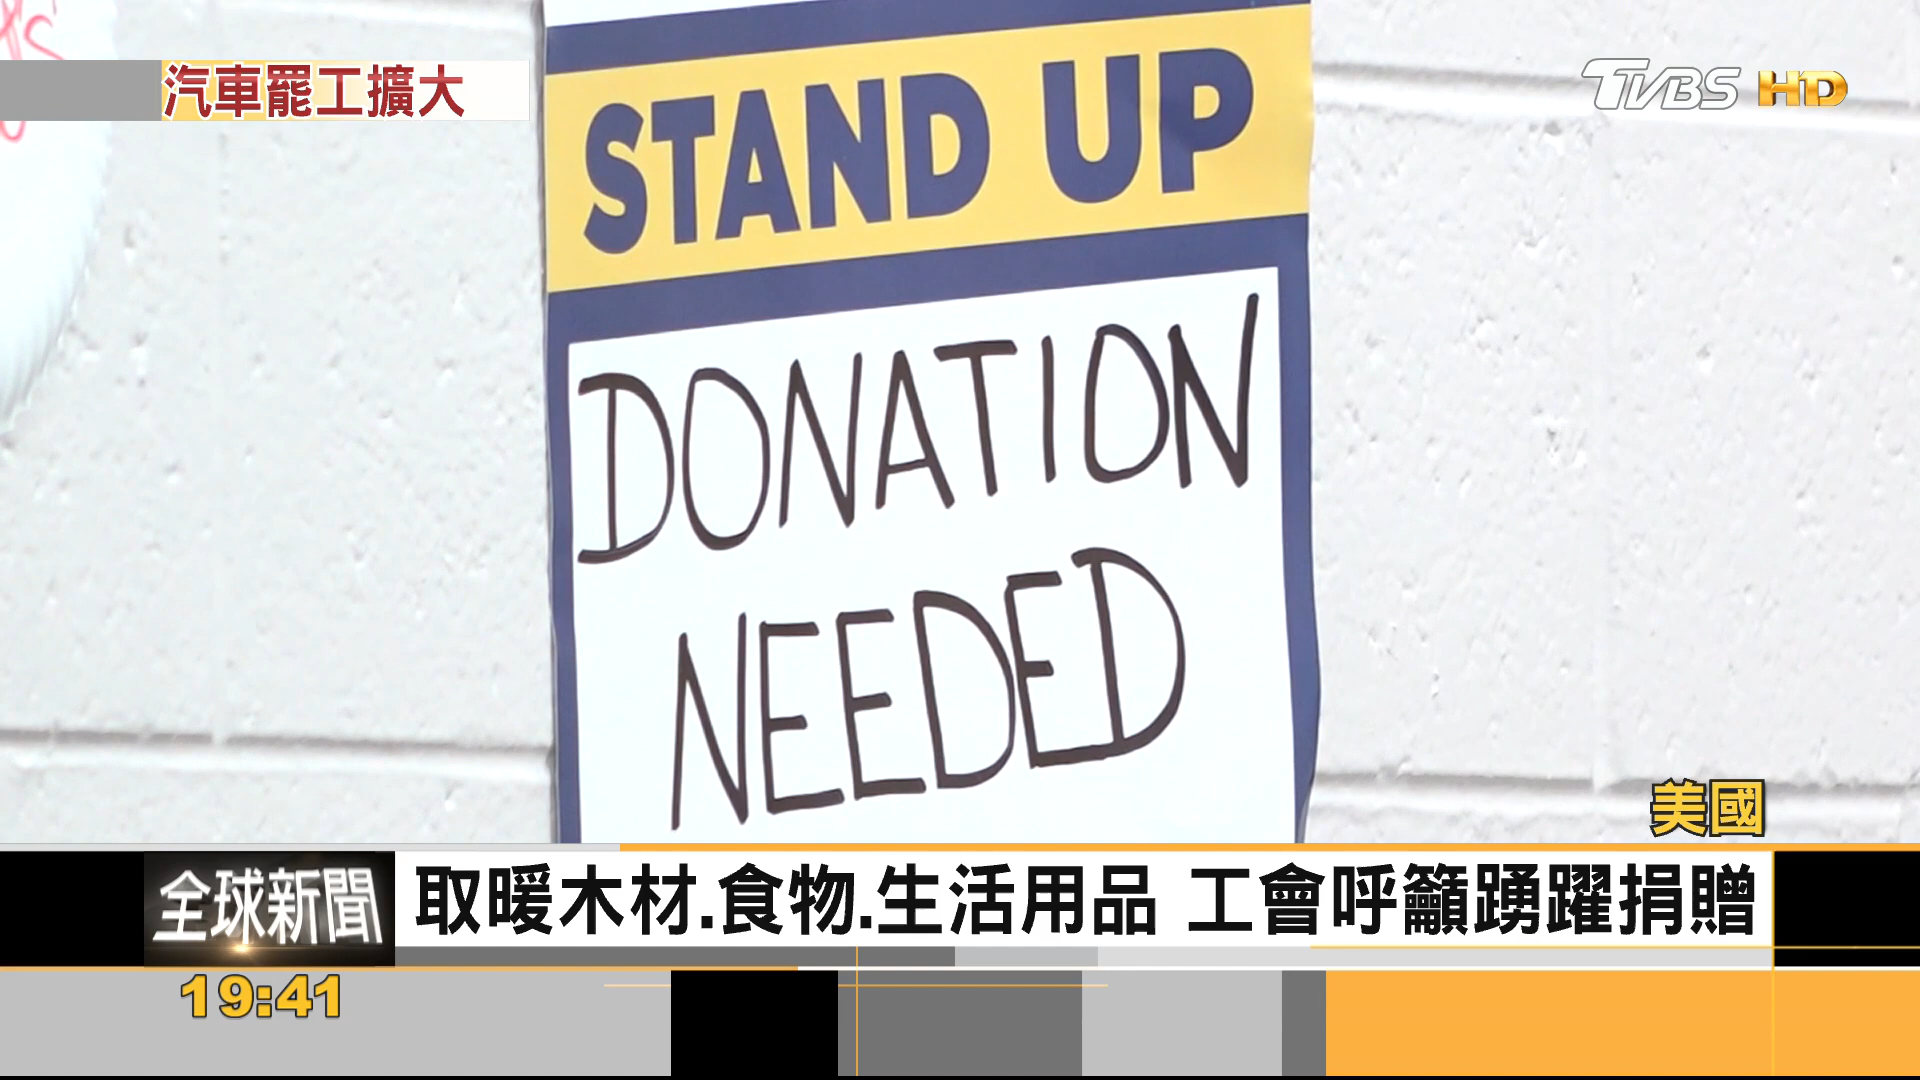 汽車罷工擴大
TVBS HD
STAND UP
DONATION
NEEDED
美國
全球新聞
取暖木材.食物.生活用品 工會呼籲踴躍捐贈
19:41